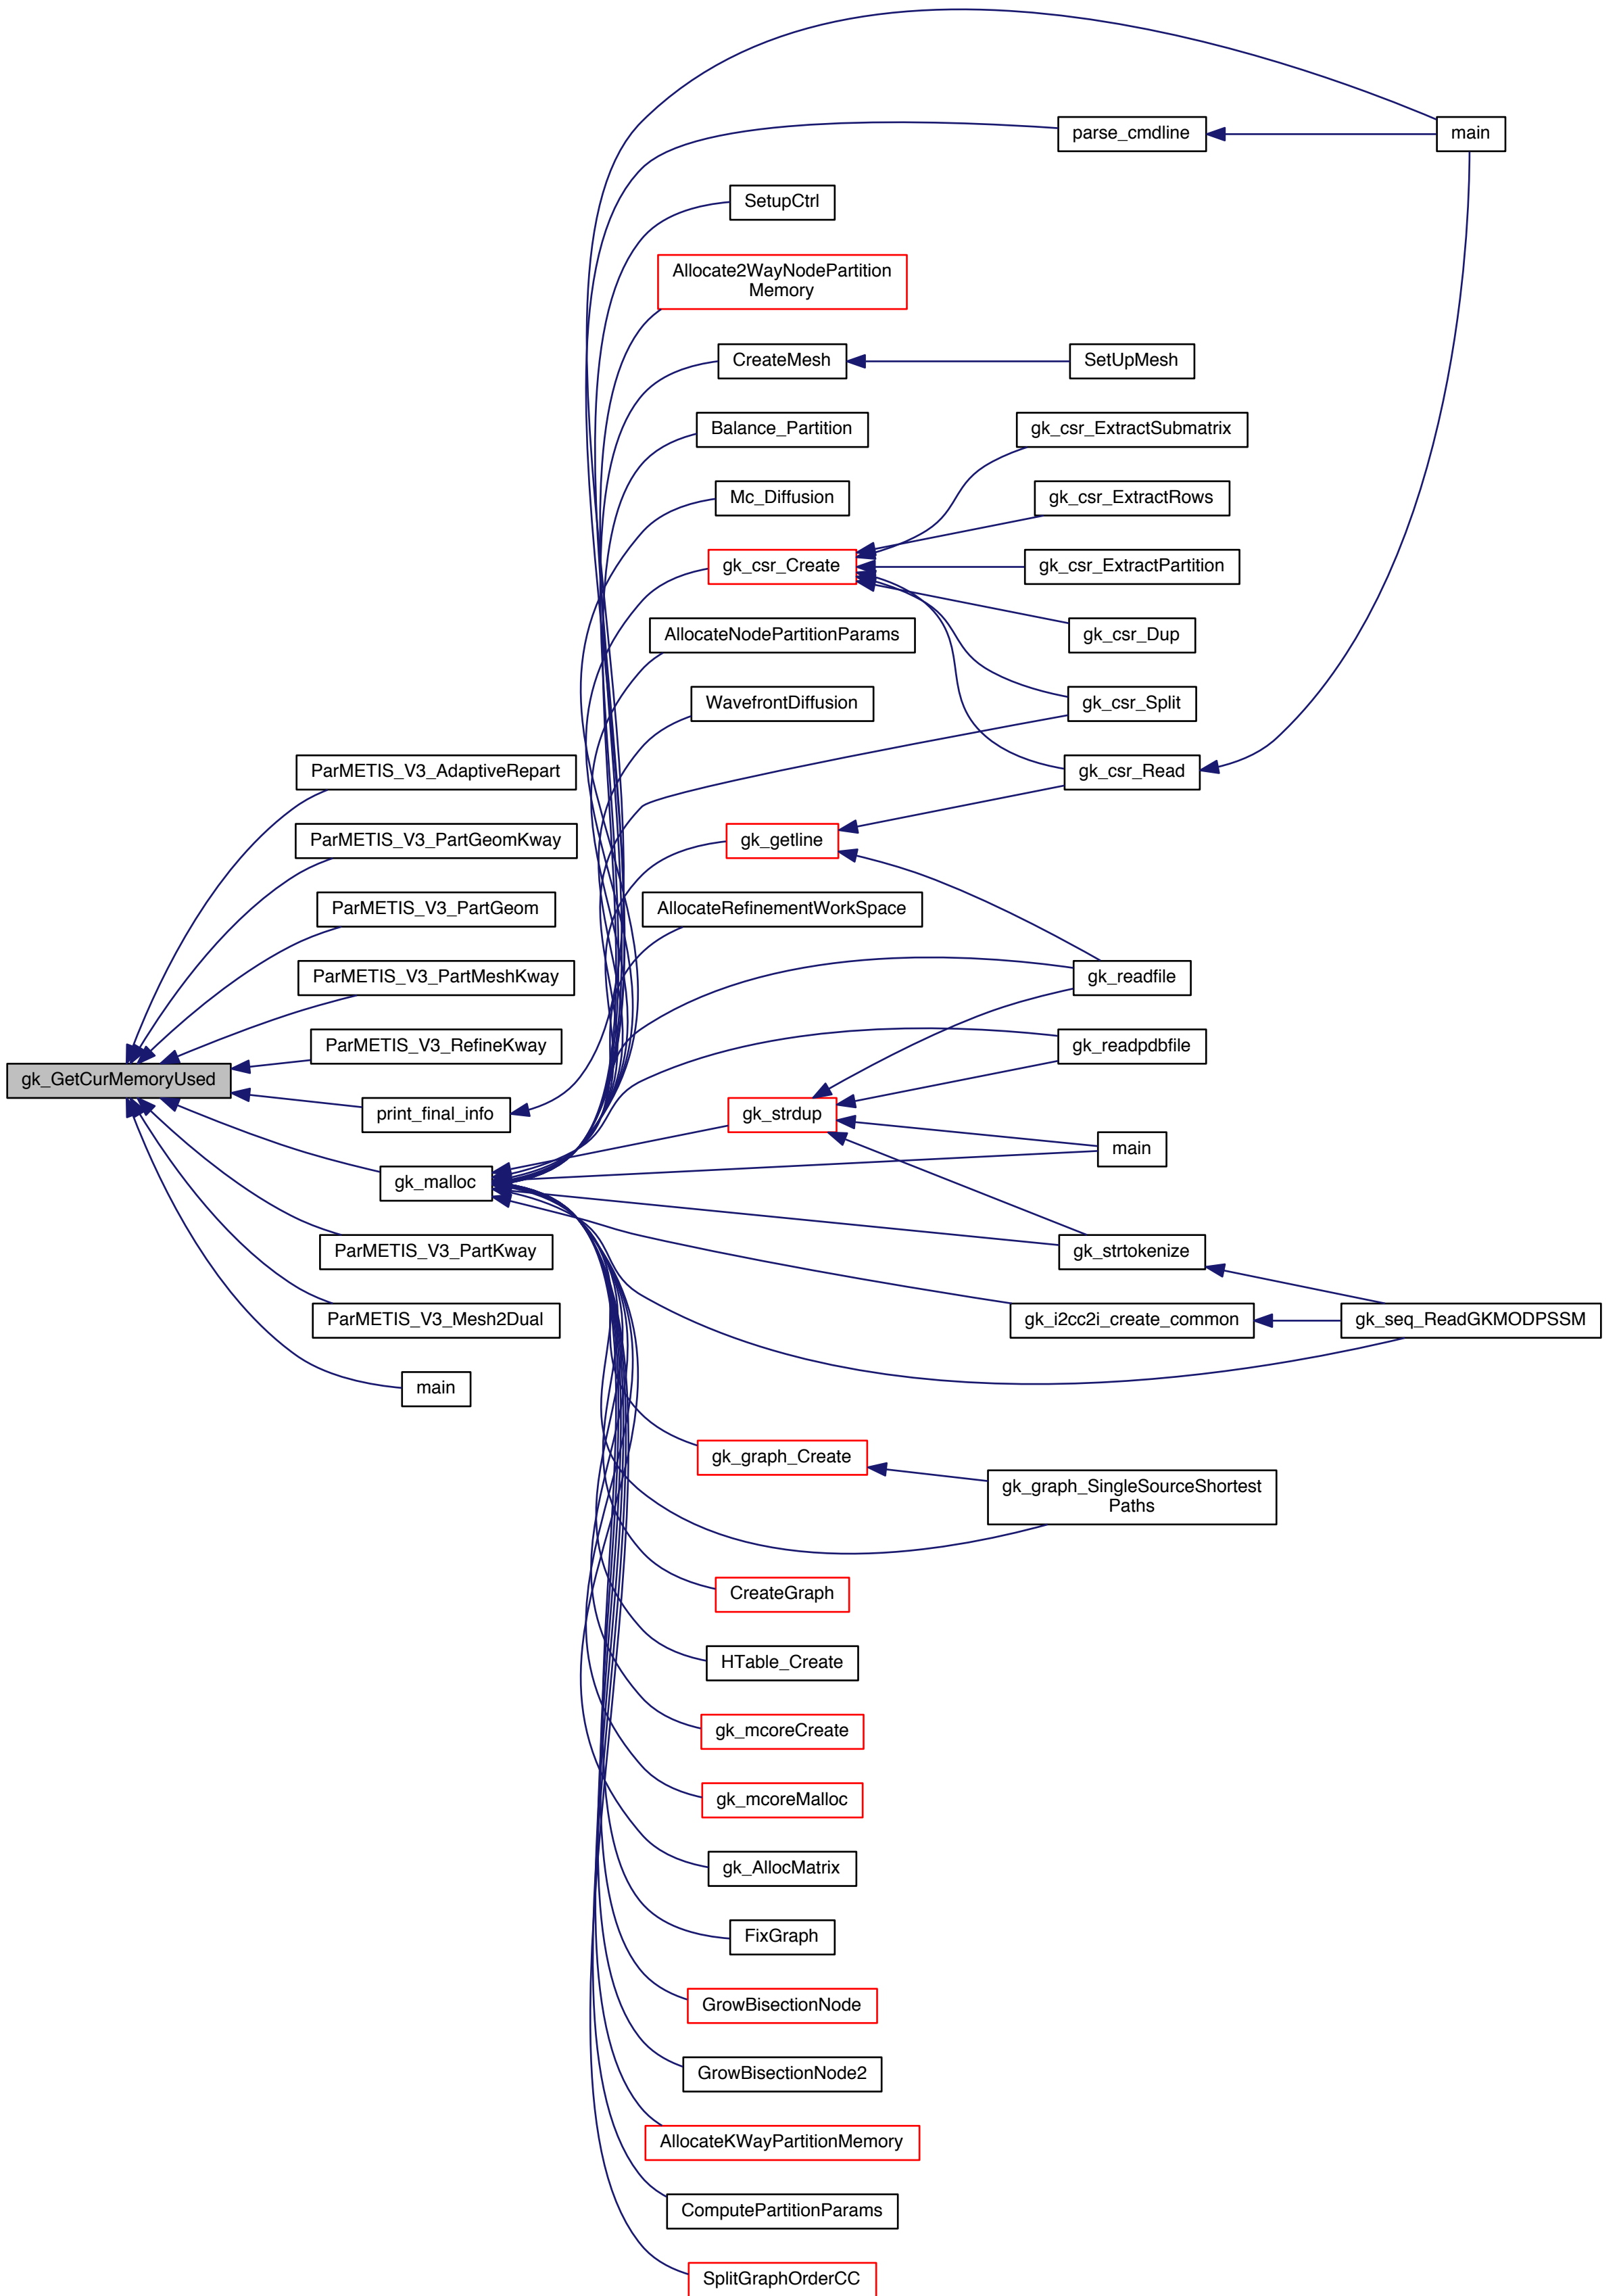 main
parse_cmdline
SetupCtrl
Allocate2WayNodePartition
Memory
CreateMesh
SetUpMesh
Balance_Partition
gk_csr_ExtractSubmatrix
Mc_Diffusion
gk_csr_ExtractRows
gk_csr_Create
gk_csr_ExtractPartition
AllocateNodePartitionParams
gk_csr_Dup
WavefrontDiffusion
gk_csr_Split
ParMETIS_V3_AdaptiveRepart
gk_csr_Read
ParMETIS_V3_PartGeomKway
gk_getline
ParMETIS_V3_PartGeom
AllocateRefinementWorkSpace
ParMETIS_V3_PartMeshKway
gk_readfile
ParMETIS_V3_RefineKway
gk_readpdbfile
gk_GetCurMemoryUsed
print_final_info
gk_strdup
main
gk_malloc
ParMETIS_V3_PartKway
gk_strtokenize
ParMETIS_V3_Mesh2Dual
gk_i2cc2i_create_common
gk_seq_ReadGKMODPSSM
main
gk_graph_Create
gk_graph_SingleSourceShortest
Paths
CreateGraph
HTable_Create
gk_mcoreCreate
gk_mcoreMalloc
gk_AllocMatrix
FixGraph
GrowBisectionNode
GrowBisectionNode2
AllocateKWayPartitionMemory
ComputePartitionParams
SplitGraphOrderCC